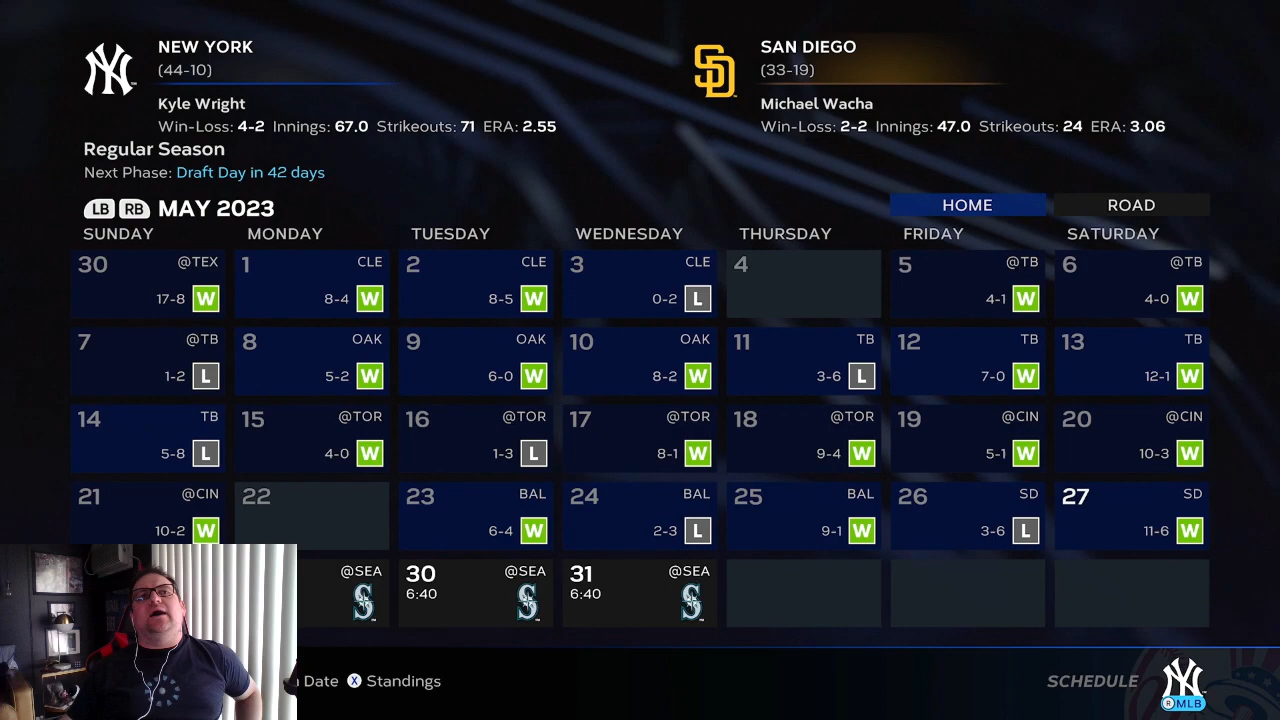 NEW YORK
(44-10)
Kyle Wright
Win-Loss: 4-2 Innings: 67.0 Strikeouts: 71 ERA: 2.55
SAN DIEGO
(33-19)
Michael Wacha
Win-Loss: 2-2 Innings: 47.0 Strikeouts: 24 ERA: 3.06
Regular Season
Next Phase: Draft Day in 42 days
LB RB MAY 2023
HOME ROAD
SUNDAY MONDAY TUESDAY WEDNESDAY THURSDAY FRIDAY SATURDAY
30 @TEX 1 CLE 2 CLE 3 CLE 4 5 @TB 6 @TB
17-8 W 8-4 W 8-5 W 0-2 L 4-1 W 4-0 W
7 @TB 8 OAK 9 OAK 10 OAK 11 TB 12 TB 13 TB
1-2 L 5-2 W 6-0 W 8-2 W 3-6 L 7-0 W 12-1 W
14 TB 15 @TOR 16 @TOR 17 @TOR 18 @TOR 19 @CIN 20 @CIN
5-8 L 4-0 W 1-3 L 8-1 W 9-4 W 5-1 W 10-3 W
21 @CIN 22 23 BAL 24 BAL 25 BAL 26 SD 27 SD
10-2 W 6-4 W 2-3 L 9-1 W 3-6 L 11-6 W
@SEA 30 @SEA 31 @SEA
6:40 6:40
Date X Standings
SCHEDULE
R MLB